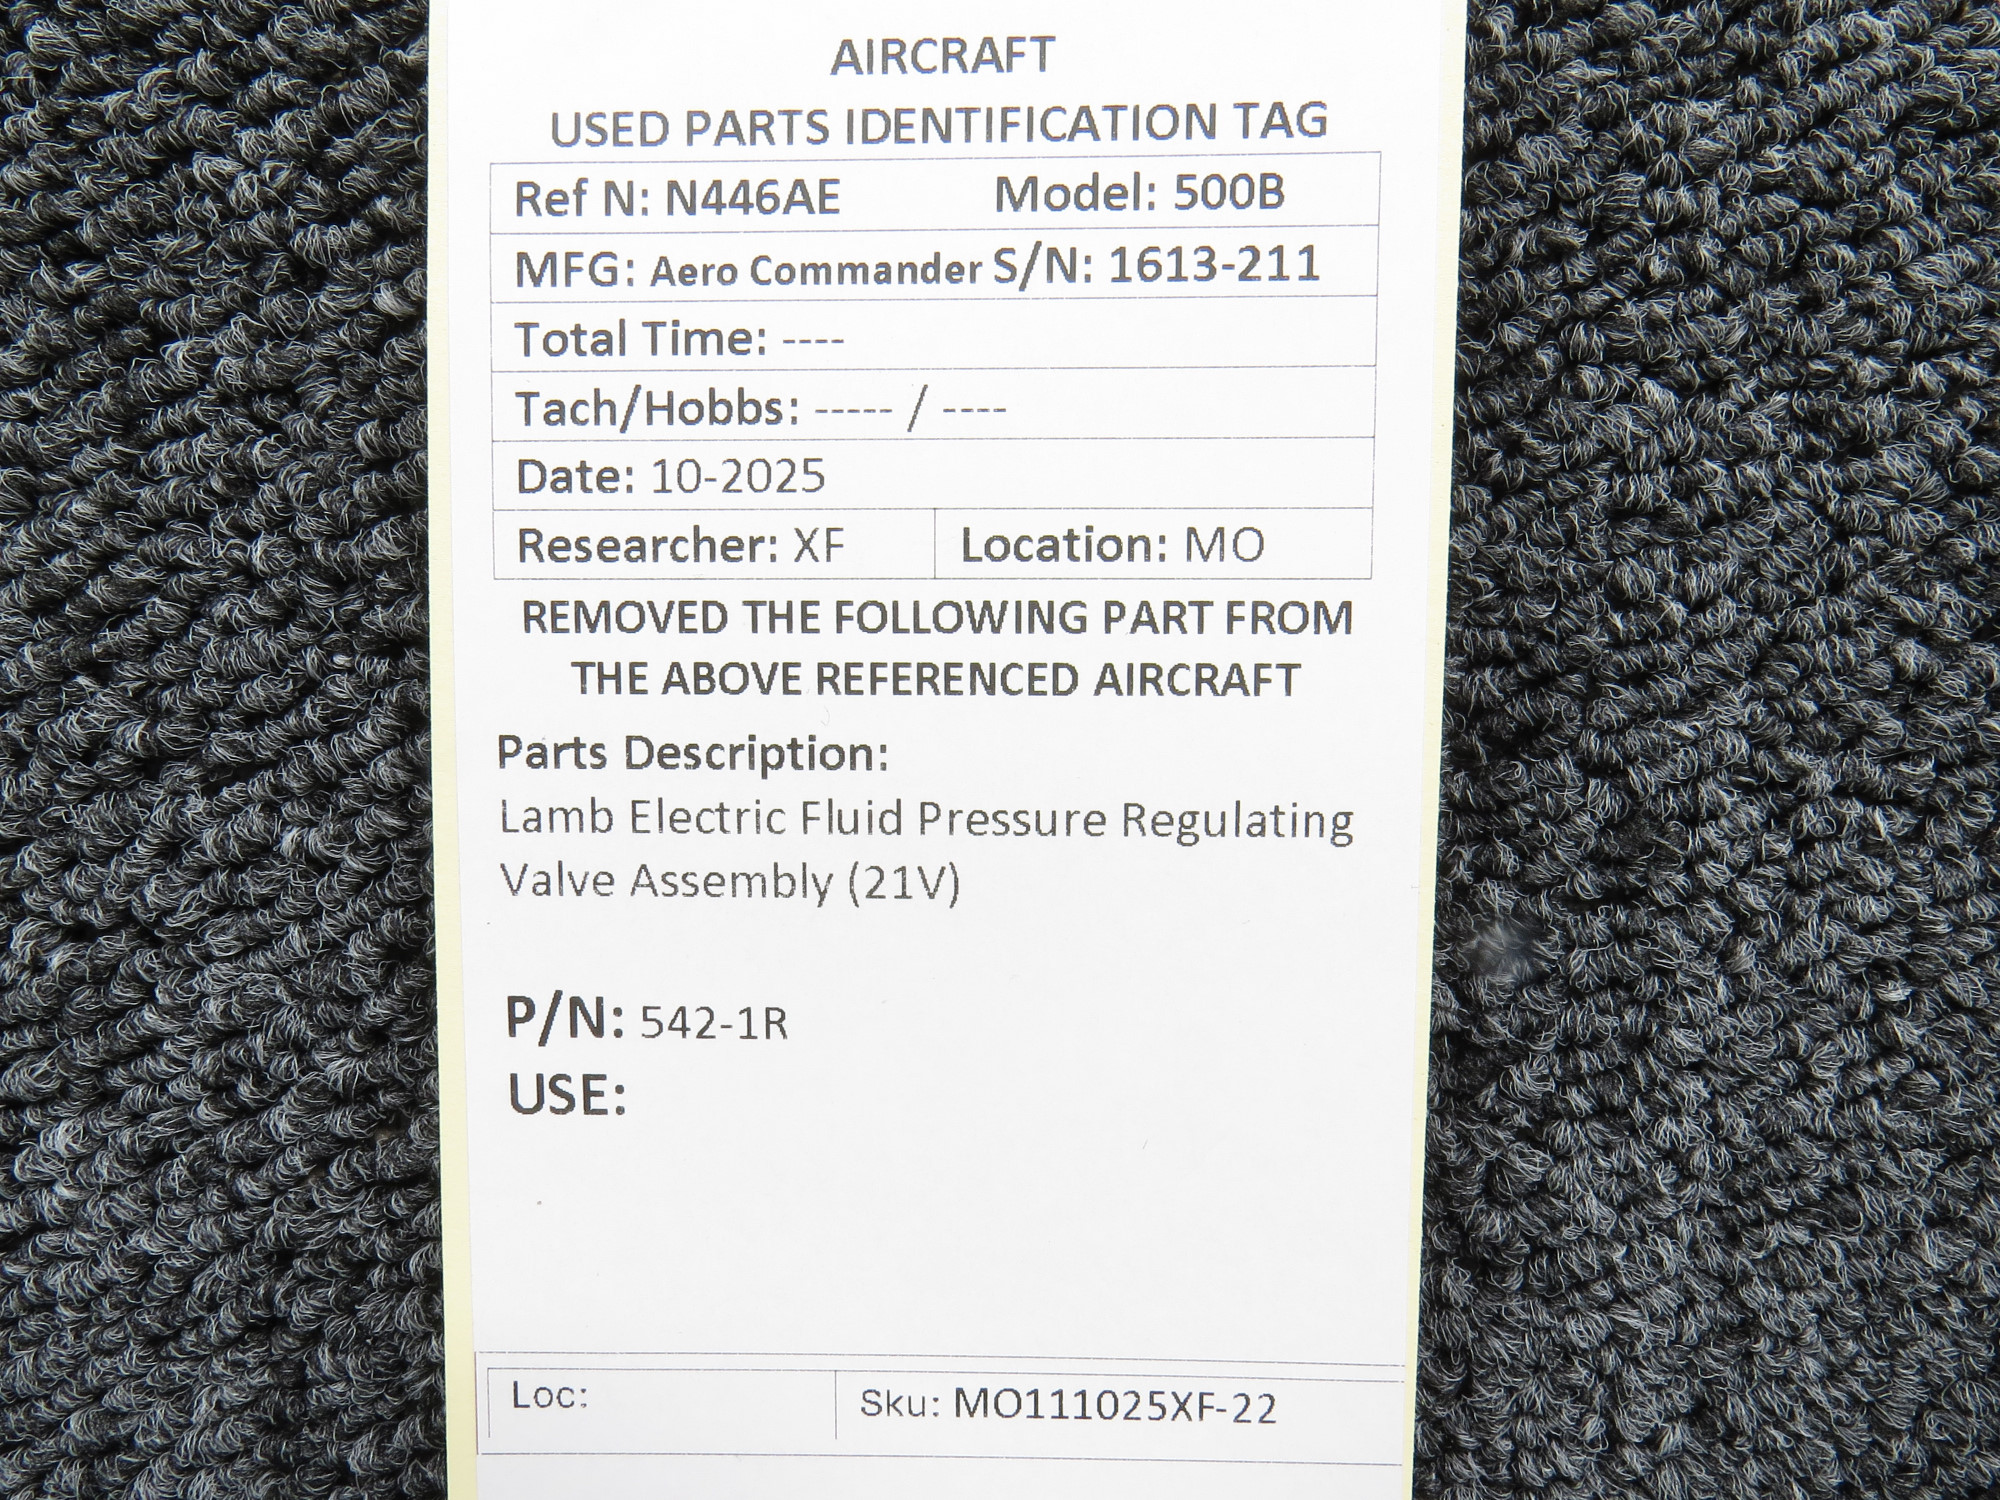 AIRCRAFT
USED PARTS IDENTIFICATION TAG
Ref N: N446AE Model: 500B
MFG: Aero Commander S/N: 1613-211
Total Time: ----
Tach/Hobbs: ----- / ----
Date: 10-2025
Researcher: XF Location: MO
REMOVED THE FOLLOWING PART FROM
THE ABOVE REFERENCED AIRCRAFT
Parts Description:
Lamb Electric Fluid Pressure Regulating
Valve Assembly (21V)
P/N: 542-1R
USE:
Loc: Sku: MO111025XF-22